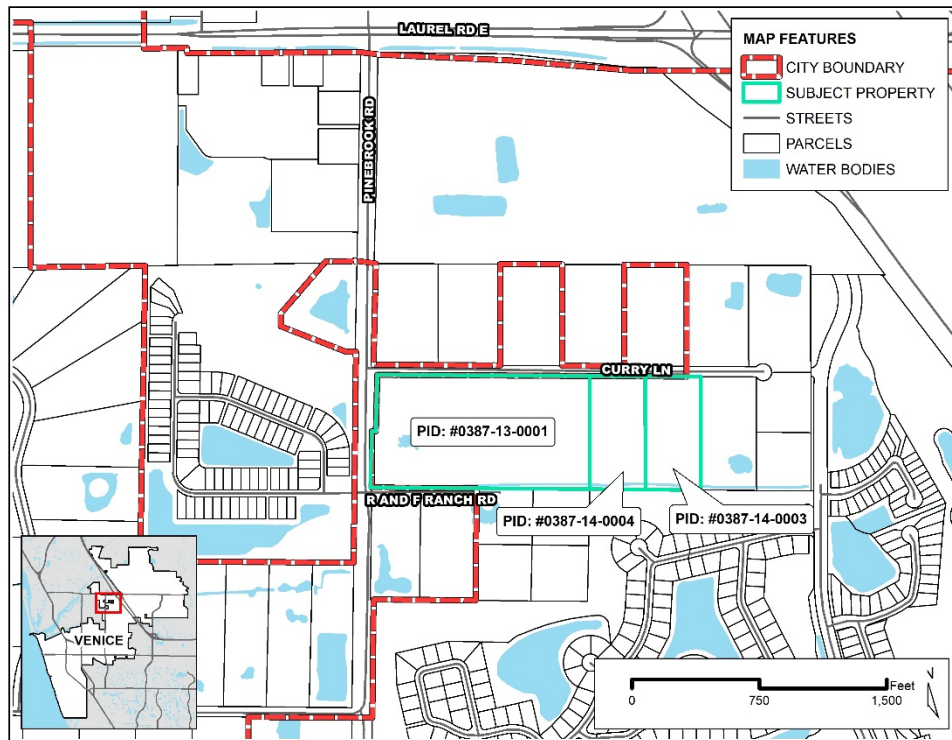 LAUREL RD E
MAP FEATURES
CITY BOUNDARY
SUBJECT PROPERTY
STREETS
PARCELS
WATER BODIES
PINEBROOK RD
CURRY LN
PID: #0387-13-0001
R AND F RANCH RD
PID: #0387-14-0004
PID: #0387-14-0003
VENICE
Feet
0 750 1,500